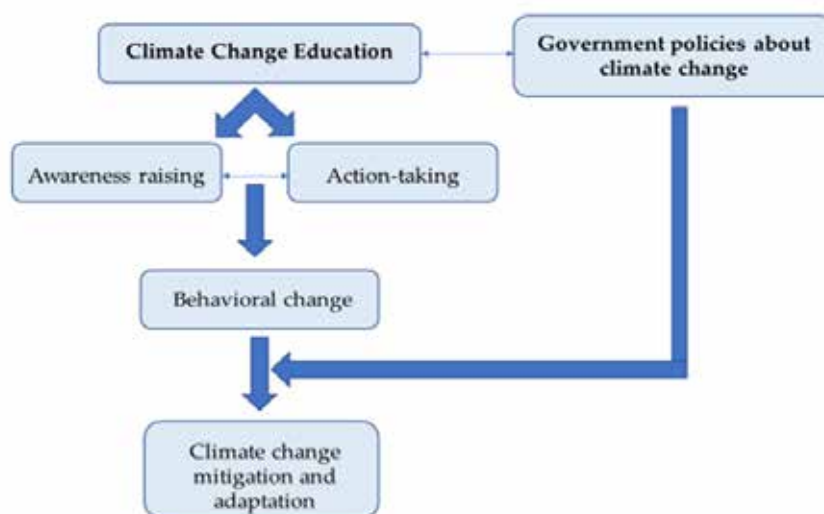 Climate Change Education
Government policies about
climate change
Awareness raising
Action-taking
Behavioral change
Climate change
mitigation and
adaptation